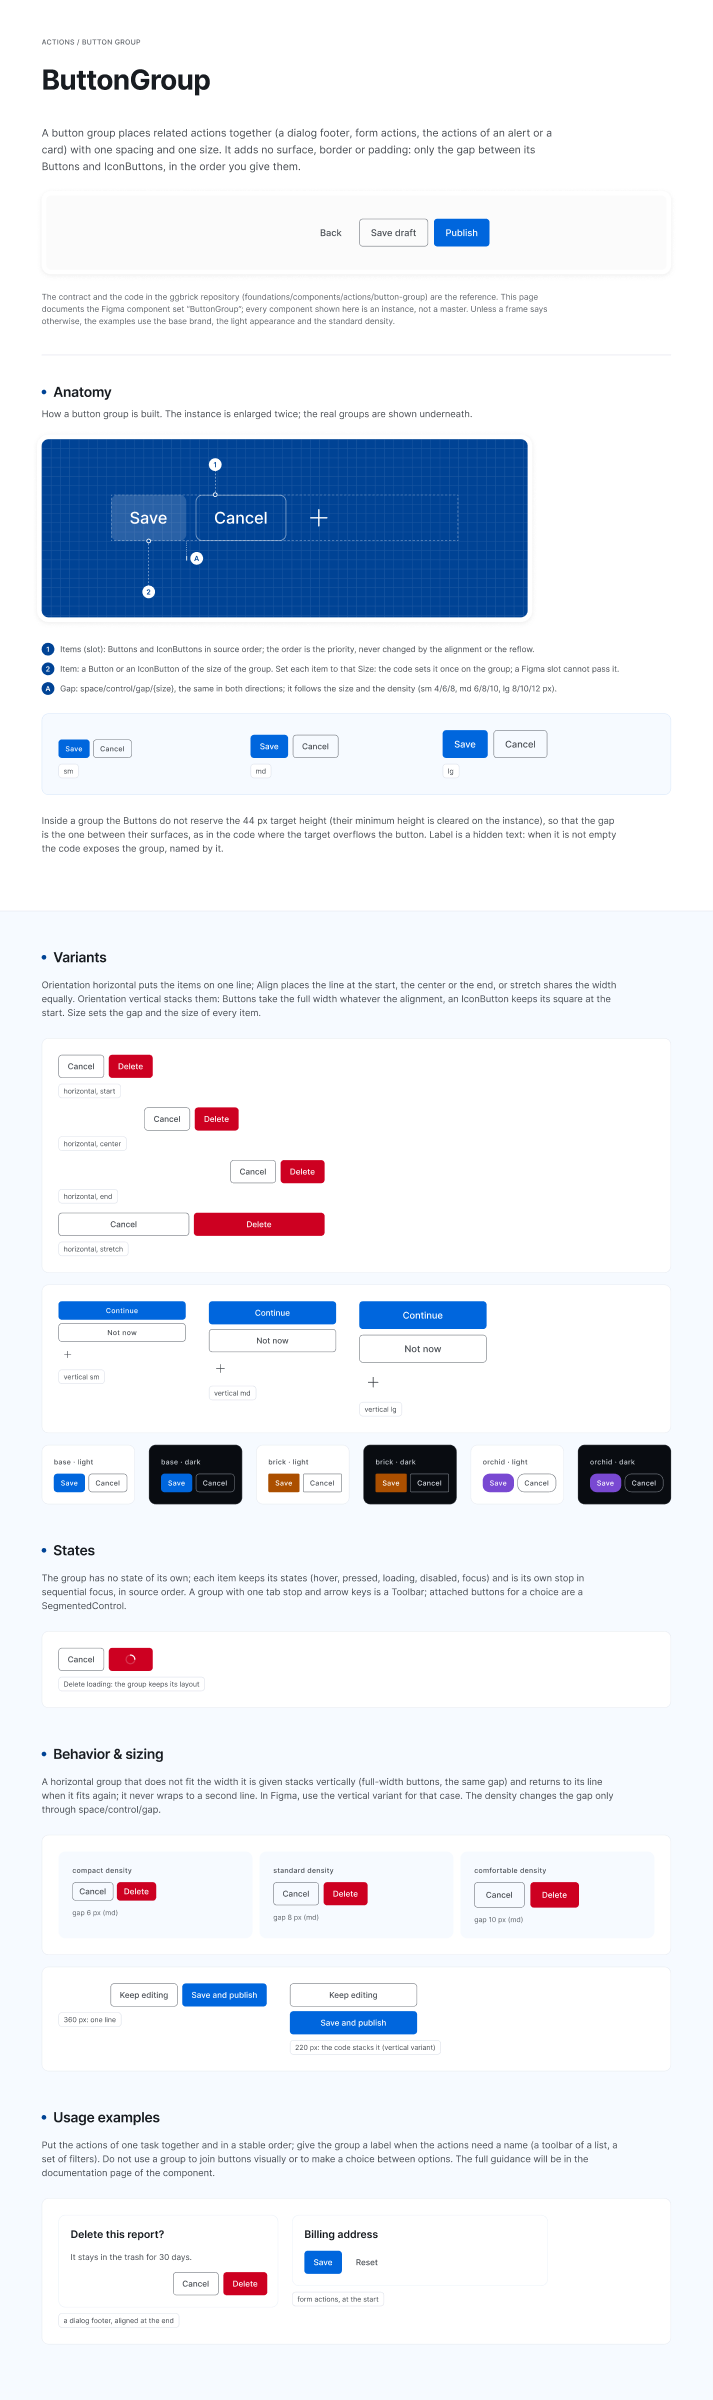 ACTIONS / BUTTON GROUP
ButtonGroup
A button group places related actions together (a dialog footer, form actions, the actions of an alert or a
card) with one spacing and one size. It adds no surface, border or padding: only the gap between its
Buttons and IconButtons, in the order you give them.
Back Save draft Publish
The contract and the code in the ggbrick repository (foundations/components/actions/button-group) are the reference. This page
documents the Figma component set "ButtonGroup"; every component shown here is an instance, not a master. Unless a frame says
otherwise, the examples use the base brand, the light appearance and the standard density.
Anatomy
How a button group is built. The instance is enlarged twice; the real groups are shown underneath.
1
Save Cancel
A
2
1 Items (slot): Buttons and IconButtons in source order; the order is the priority, never changed by the alignment or the reflow.
2 Item: a Button or an IconButton of the size of the group. Set each item to that Size: the code sets it once on the group; a Figma slot cannot pass it.
A Gap: space/control/gap/{size}, the same in both directions; it follows the size and the density (sm 4/6/8, md 6/8/10, lg 8/10/12 px).
Save Cancel Save Cancel Save Cancel
sm md lg
Inside a group the Buttons do not reserve the 44 px target height (their minimum height is cleared on the instance), so that the gap
is the one between their surfaces, as in the code where the target overflows the button. Label is a hidden text: when it is not empty
the code exposes the group, named by it.
Variants
Orientation horizontal puts the items on one line; Align places the line at the start, the center or the end, or stretch shares the width
equally. Orientation vertical stacks them: Buttons take the full width whatever the alignment, an IconButton keeps its square at the
start. Size sets the gap and the size of every item.
Cancel Delete
horizontal, start
Cancel Delete
horizontal, center
Cancel Delete
horizontal, end
Cancel Delete
horizontal, stretch
Continue Continue Continue
Not now Not now Not now
vertical sm vertical md vertical lg
base · light base · dark brick · light brick · dark orchid · light orchid · dark
Save Cancel Save Cancel Save Cancel Save Cancel Save Cancel Save Cancel
States
The group has no state of its own; each item keeps its states (hover, pressed, loading, disabled, focus) and is its own stop in
sequential focus, in source order. A group with one tab stop and arrow keys is a Toolbar; attached buttons for a choice are a
SegmentedControl.
Cancel
Delete loading: the group keeps its layout
Behavior & sizing
A horizontal group that does not fit the width it is given stacks vertically (full-width buttons, the same gap) and returns to its line
when it fits again; it never wraps to a second line. In Figma, use the vertical variant for that case. The density changes the gap only
through space/control/gap.
compact density standard density comfortable density
Cancel Delete Cancel Delete Cancel Delete
gap 6 px (md) gap 8 px (md) gap 10 px (md)
Keep editing Save and publish Keep editing
360 px: one line Save and publish
220 px: the code stacks it (vertical variant)
Usage examples
Put the actions of one task together and in a stable order; give the group a label when the actions need a name (a toolbar of a list, a
set of filters). Do not use a group to join buttons visually or to make a choice between options. The full guidance will be in the
documentation page of the component.
Delete this report? Billing address
It stays in the trash for 30 days. Save Reset
Cancel Delete
form actions, at the start
a dialog footer, aligned at the end